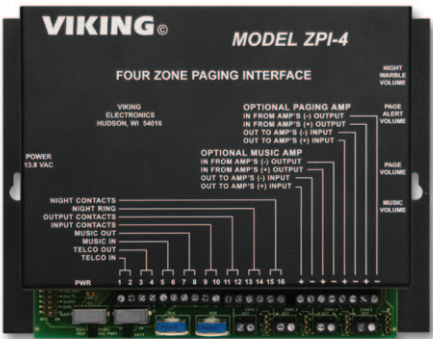 VIKING©
MODEL ZPI-4
FOUR ZONE PAGING INTERFACE
NIGHT
WARBLE
VOLUME
VIKING
ELECTRONICS
HUDSON, WI 54016
OPTIONAL PAGING AMP
IN FROM AMP'S (-) OUTPUT
IN FROM AMP'S (+) OUTPUT
OUT TO AMP'S (-) INPUT
OUT TO AMP'S (+) INPUT
PAGE
ALERT
VOLUME
OPTIONAL MUSIC AMP
IN FROM AMP'S (-) OUTPUT
IN FROM AMP'S (+) OUTPUT
OUT TO AMP'S (-) INPUT
OUT TO AMP'S (+) INPUT
PAGE
VOLUME
POWER
13.8 VAC
MUSIC
VOLUME
NIGHT CONTACTS
NIGHT RING
OUTPUT CONTACTS
INPUT CONTACTS
MUSIC OUT
MUSIC IN
TELCO OUT
TELCO IN
PWR 1 2 3 4 5 6 7 8 9 10 11 12 13 14 15 16 + - + - + - + -